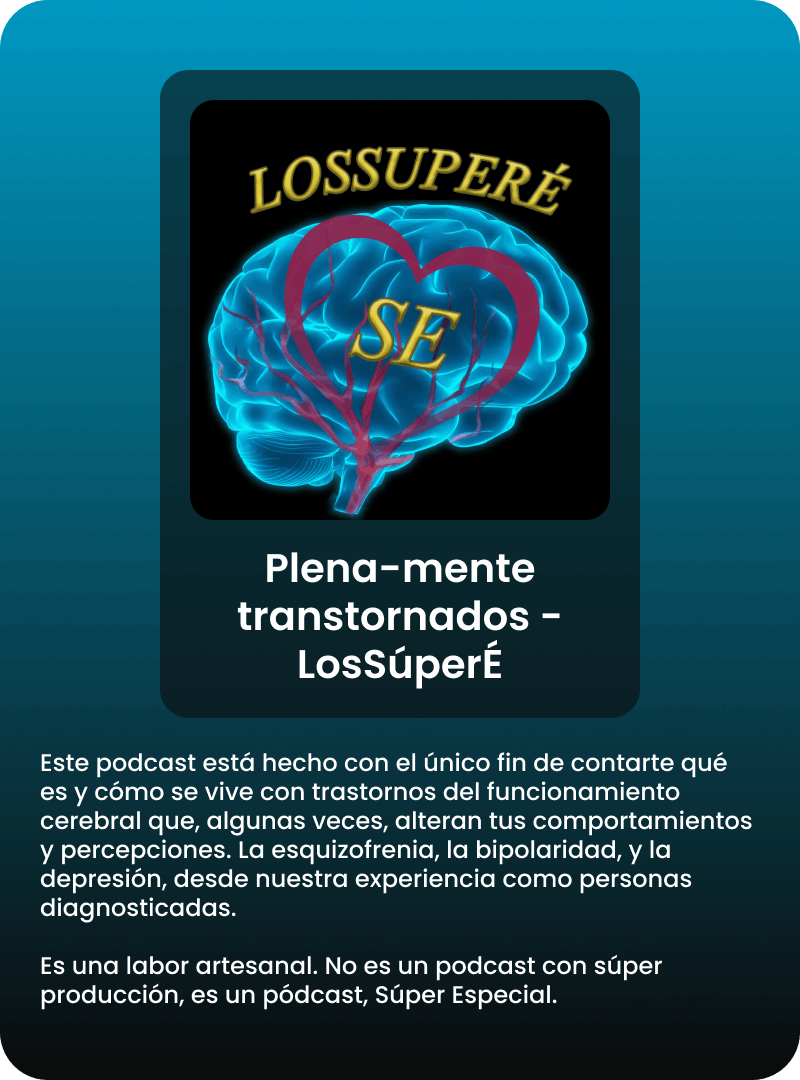 LOSSUPERÉ
SE
Plena-mente
transtornados -
LosSúperÉ
Este podcast está hecho con el único fin de contarte qué
es y cómo se vive con trastornos del funcionamiento
cerebral que, algunas veces, alteran tus comportamientos
y percepciones. La esquizofrenia, la bipolaridad, y la
depresión, desde nuestra experiencia como personas
diagnosticadas.
Es una labor artesanal. No es un podcast con súper
producción, es un pódcast, Súper Especial.